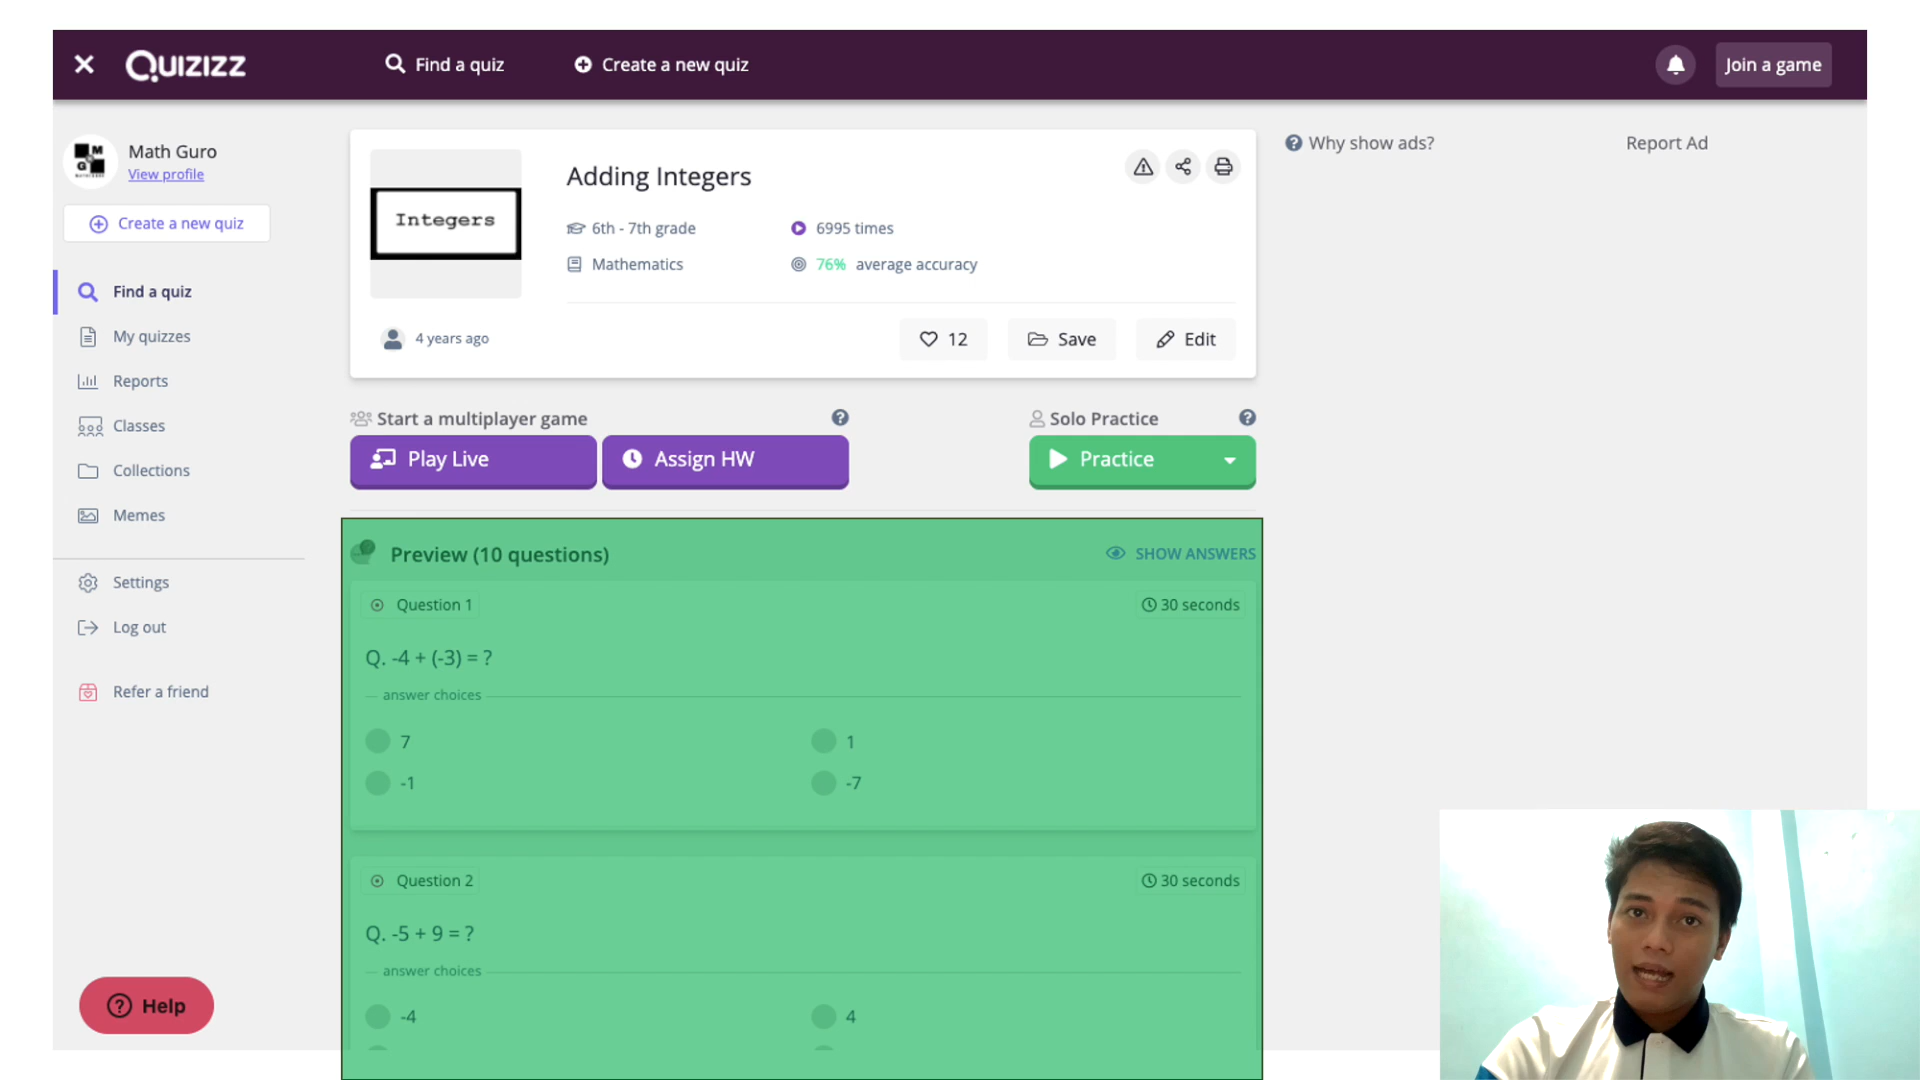 Quizizz
Find a quiz
Create a new quiz
Join a game
Math Guro
View profile
Create a new quiz
Find a quiz
My quizzes
Reports
Classes
Collections
Memes
Settings
Log out
Refer a friend
Help
Integers
Adding Integers
6th - 7th grade
6995 times
Mathematics
76% average accuracy
4 years ago
12
Save
Edit
Why show ads?
Report Ad
Start a multiplayer game
Play Live
Assign HW
Solo Practice
Practice
Preview (10 questions)
SHOW ANSWERS
Question 1
30 seconds
Q. -4 + (-3) = ?
answer choices
7
1
-1
-7
Question 2
30 seconds
Q. -5 + 9 = ?
answer choices
-4
4